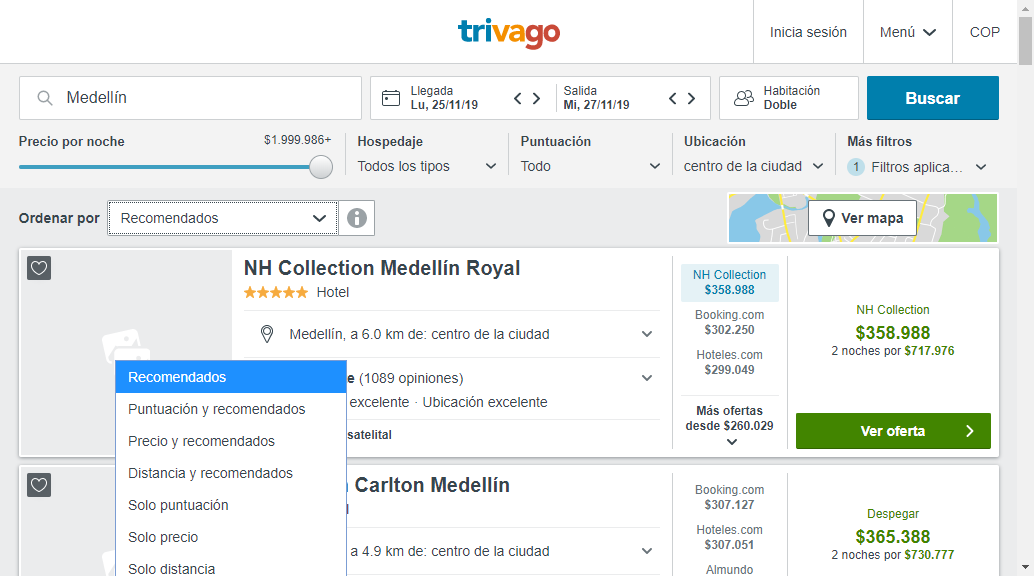 trivago
Inicia sesión
Menú
COP
Medellín
Llegada
Lu, 25/11/19
Salida
Mi, 27/11/19
Habitación
Doble
Buscar
Precio por noche
$1.999.986+
Hospedaje
Todos los tipos
Puntuación
Todo
Ubicación
centro de la ciudad
Más filtros
1 Filtros aplica...
Ordenar por
Recomendados
Ver mapa
NH Collection Medellín Royal
Hotel
Medellín, a 6.0 km de: centro de la ciudad
(1089 opiniones)
excelente · Ubicación excelente
satelital
NH Collection
$358.988
Booking.com
$302.250
Hoteles.com
$299.049
Más ofertas
desde $260.029
NH Collection
$358.988
2 noches por $717.976
Ver oferta
Recomendados
Puntuación y recomendados
Precio y recomendados
Distancia y recomendados
Solo puntuación
Solo precio
Solo distancia
Carlton Medellín
a 4.9 km de: centro de la ciudad
Booking.com
$307.127
Hoteles.com
$307.051
Almundo
Despegar
$365.388
2 noches por $730.777